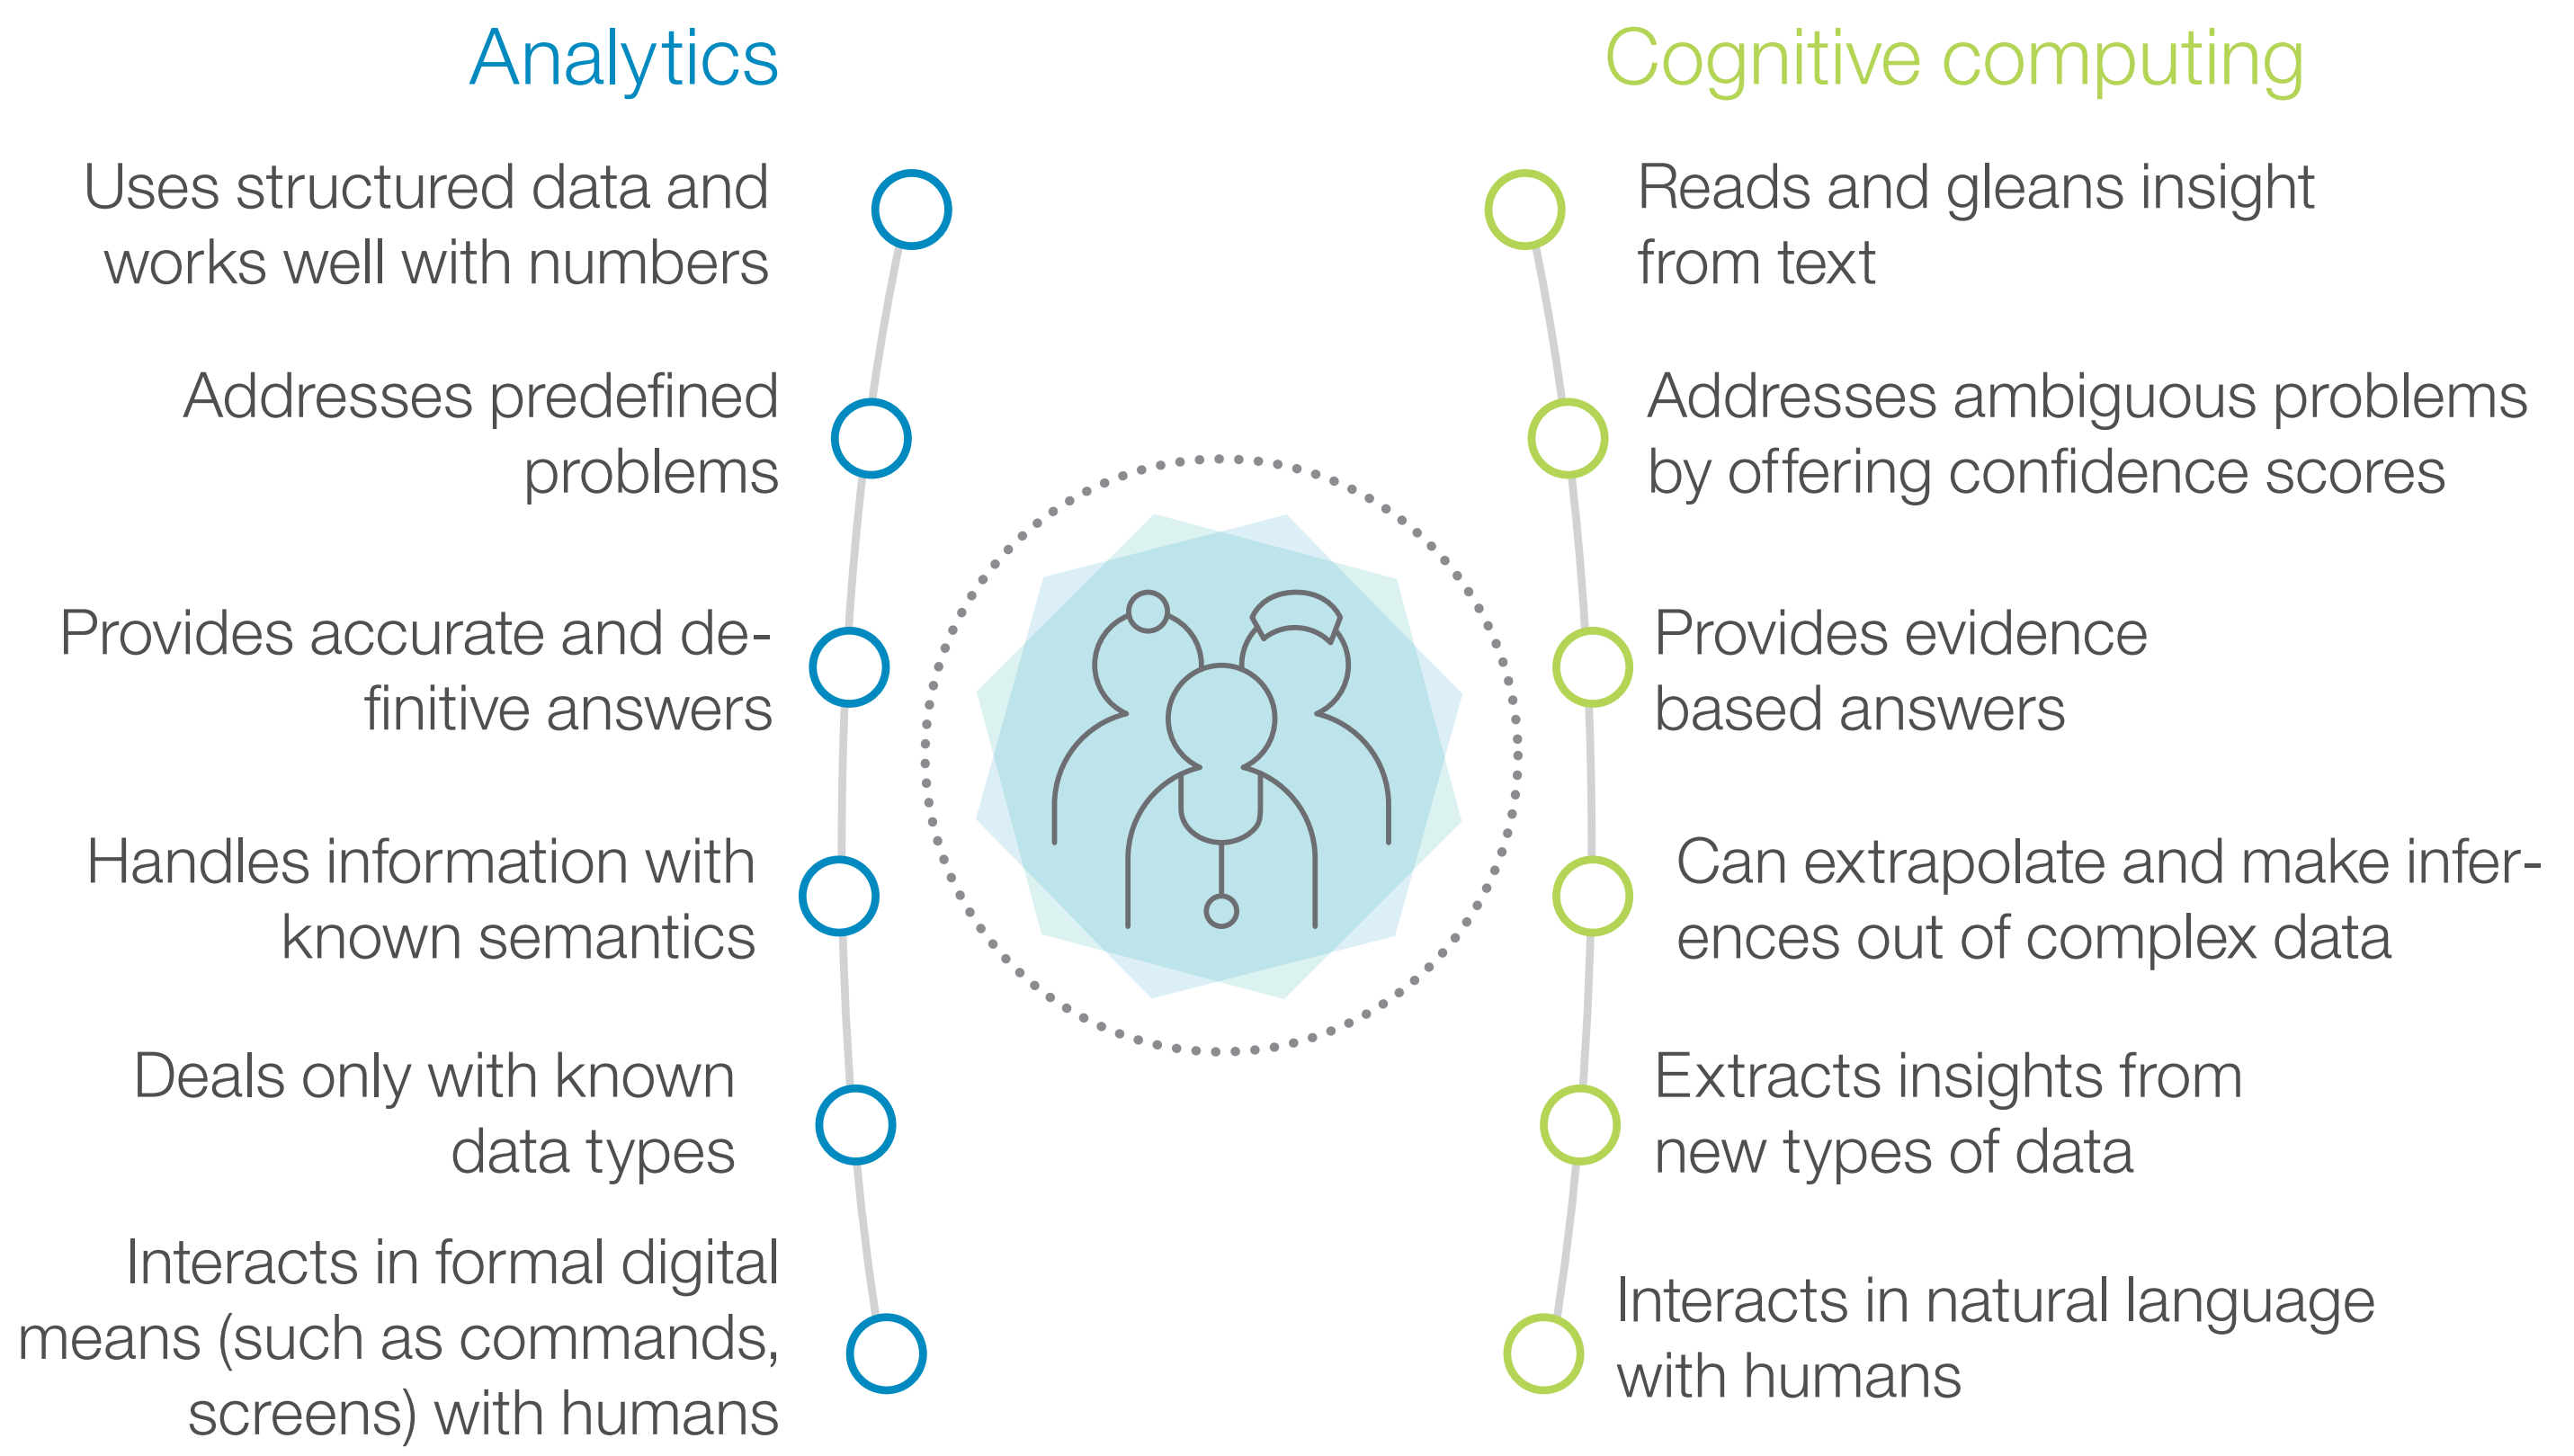 Analytics
Uses structured data and
works well with numbers
Addresses predefined
problems
Provides accurate and de-
finitive answers
Handles information with
known semantics
Deals only with known
data types
Interacts in formal digital
means (such as commands,
screens) with humans
Cognitive computing
Reads and gleans insight
from text
Addresses ambiguous problems
by offering confidence scores
Provides evidence
based answers
Can extrapolate and make infer-
ences out of complex data
Extracts insights from
new types of data
Interacts in natural language
with humans